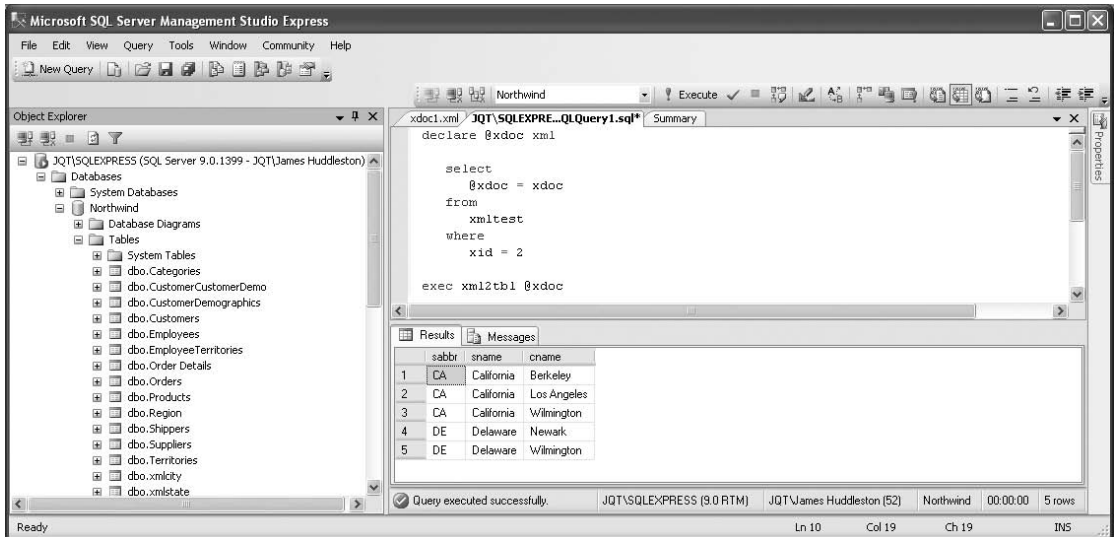 Microsoft SQL Server Management Studio Express
File Edit View Query Tools Window Community Help
New Query
Northwind
Execute
Object Explorer
xdoc1.xml JQT\SQLEXPRE...QLQuery1.sql* Summary
Properties
JQT\SQLEXPRESS (SQL Server 9.0.1399 - JQT\James Huddleston)
Databases
System Databases
Northwind
Database Diagrams
Tables
System Tables
dbo.Categories
dbo.CustomerCustomerDemo
dbo.CustomerDemographics
dbo.Customers
dbo.Employees
dbo.EmployeeTerritories
dbo.Order Details
dbo.Orders
dbo.Products
dbo.Region
dbo.Shippers
dbo.Suppliers
dbo.Territories
dbo.xmlcity
dbo.xmlstate
declare @xdoc xml
select
@xdoc = xdoc
from
xmltest
where
xid = 2
exec xml2tbl @xdoc
Results Messages
sabbr sname cname
1 CA California Berkeley
2 CA California Los Angeles
3 CA California Wilmington
4 DE Delaware Newark
5 DE Delaware Wilmington
Query executed successfully. JQT\SQLEXPRESS (9.0 RTM) JQT\James Huddleston (52) Northwind 00:00:00 5 rows
Ready Ln 10 Col 19 Ch 19 INS